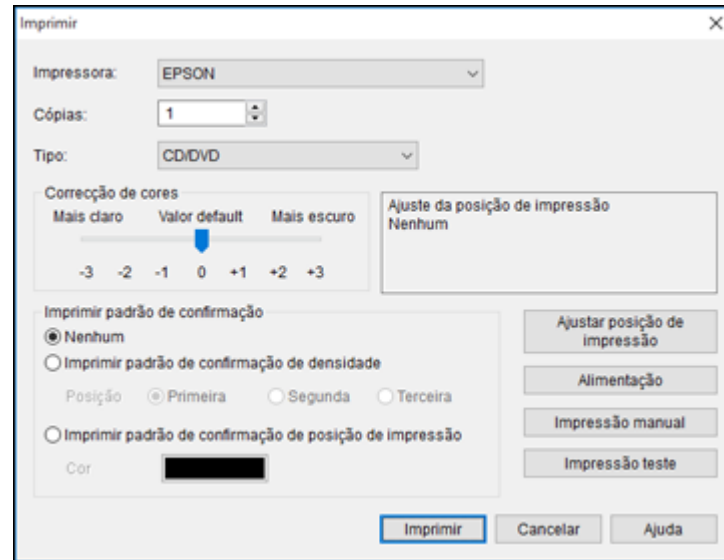 Imprimir
Impressora: EPSON
Cópias: 1
Tipo: CD/DVD
Correcção de cores
Mais claro Valor default Mais escuro
-3 -2 -1 0 +1 +2 +3
Ajuste da posição de impressão
Nenhum
Imprimir padrão de confirmação
Nenhum
Imprimir padrão de confirmação de densidade
Posição Primeira Segunda Terceira
Imprimir padrão de confirmação de posição de impressão
Cor
Ajustar posição de
impressão
Alimentação
Impressão manual
Impressão teste
Imprimir Cancelar Ajuda